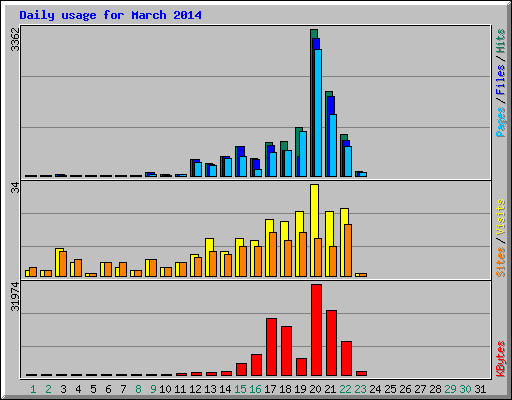 Daily usage for March 2014
3362
Pages / Files / Hits
34
Sites / Visits
31974
KBytes
1 2 3 4 5 6 7 8 9 10 11 12 13 14 15 16 17 18 19 20 21 22 23 24 25 26 27 28 29 30 31